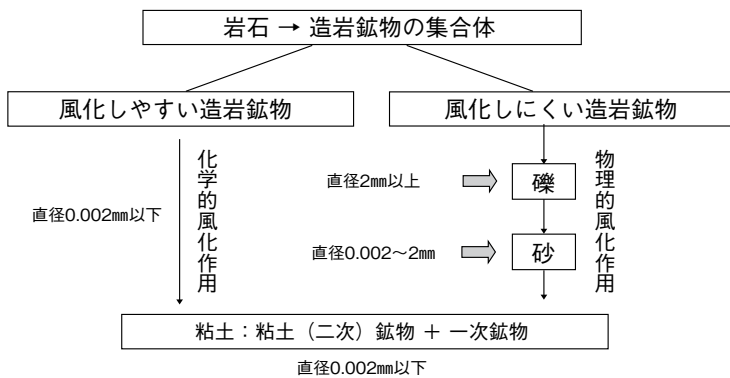 岩石 → 造岩鉱物の集合体
風化しやすい造岩鉱物
風化しにくい造岩鉱物
化学的風化作用
直径0.002㎜以下
直径2㎜以上
礫
物理的風化作用
直径0.002～2㎜
砂
粘土：粘土（二次）鉱物 ＋ 一次鉱物
直径0.002㎜以下